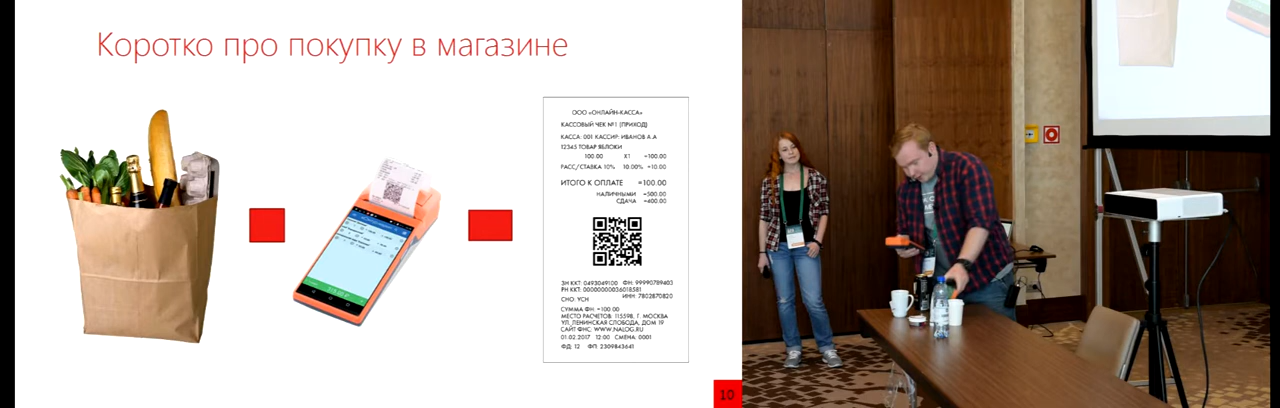 Коротко про покупку в магазине
ООО «ОНЛАЙН-КАССА»
КАССОВЫЙ ЧЕК №1 (ПРИХОД)
КАССА: 001 КАССИР: ИВАНОВ А.А
12345 ТОВАР ЯБЛОКИ
100.00 X1 =100.00
РАСС/СТАВКА 10% 10.00% =10.00
ИТОГО К ОПЛАТЕ =100.00
НАЛИЧНЫМИ =500.00
СДАЧА =400.00
ЗН ККТ: 0493049100 ФН: 99990789403
РН ККТ: 00000000036018581
ИНН: 7802870820
СНО: УСН
СУММА ФН: =100 00
МЕСТО РАСЧЕТОВ: 115598, Г. МОСКВА
УЛ. ЛЕНИНСКАЯ СЛОБОДА, ДОМ 19
САЙТ ФНС: WWW.NALOG.RU
01.02.2017 12:00 СМЕНА: 0001
ФД: 12 ФП: 2309843641
10